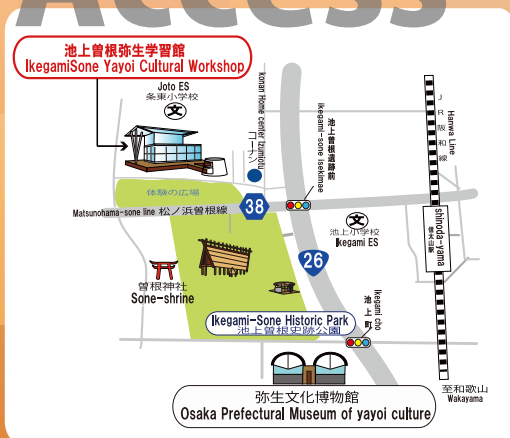 Access
池上曽根弥生学習館
IkegamiSone Yayoi Cultural Workshop
Joto ES
条東小学校
文
konan Home center Izumiotu
コーナン
池上曽根遺跡前
ikegami-sone isekimae
JR阪和線
Hanwa Line
体験の広場
Matsunohama-sone line 松ノ浜曽根線
38
文
池上小学校
Ikegami ES
shinoda-yama
信太山駅
26
曽根神社
Sone-shrine
Ikegami-Sone Historic Park
池上曽根史跡公園
Ikegami cho
池上町
弥生文化博物館
Osaka Prefectural Museum of yayoi culture
至和歌山
Wakayama